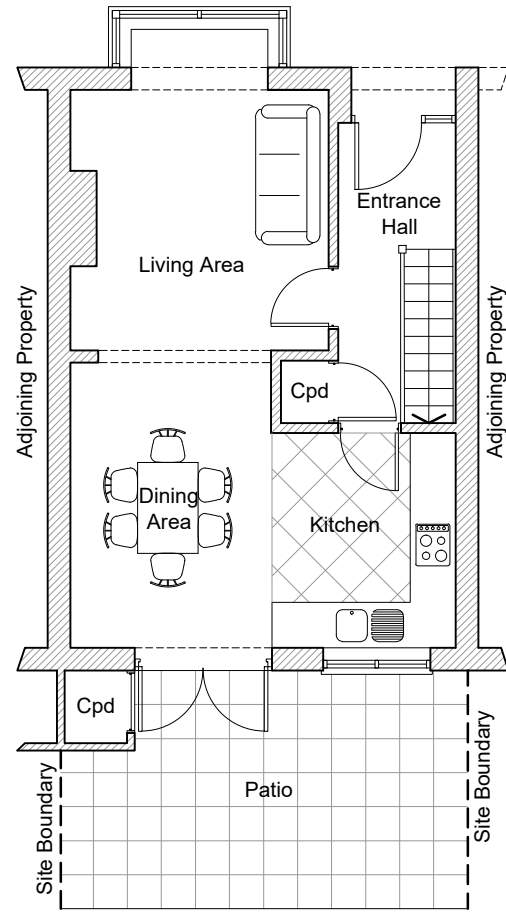 Entrance
Hall
Living Area
Adjoining Property
Adjoining Property
Cpd
Dining
Area
Kitchen
Cpd
Patio
Site Boundary
Site Boundary